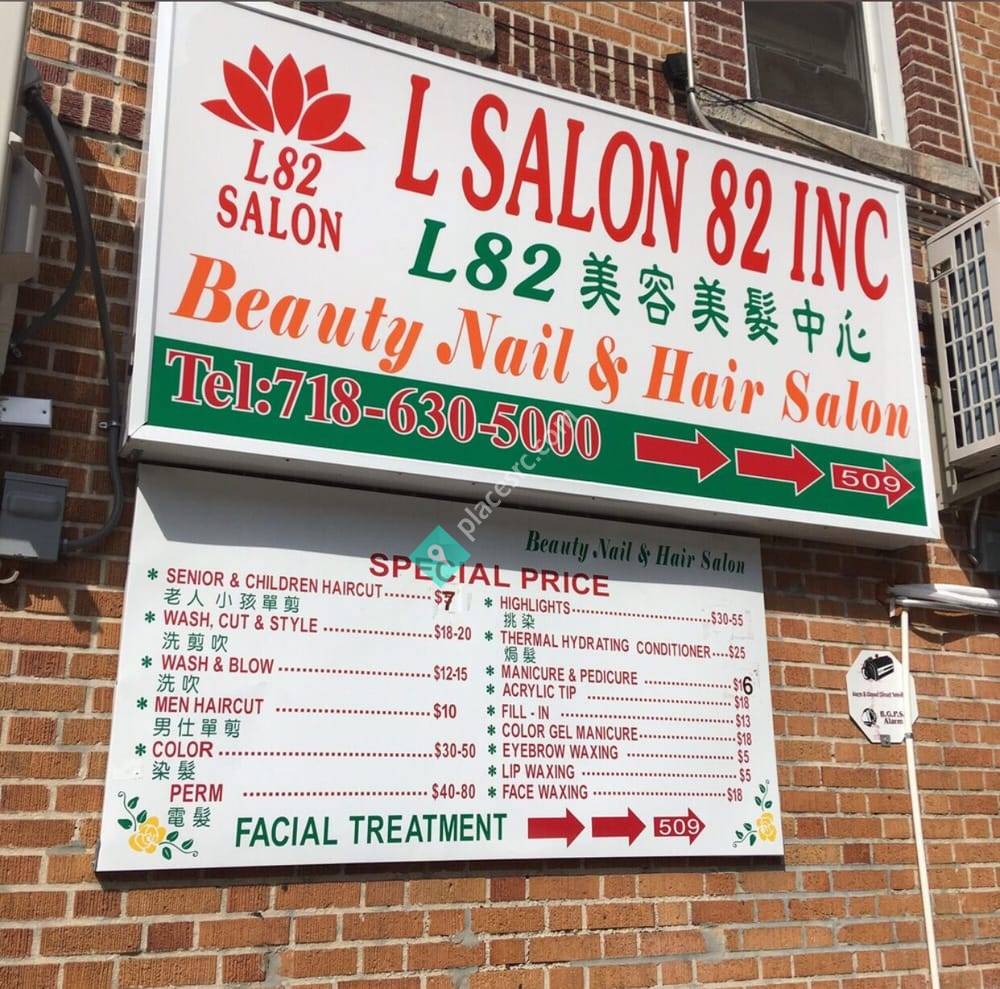 L82
SALON
L SALON 82 INC
L82美容美髮中心
Beauty Nail & Hair Salon
Tel:718-630-5000
509
Beauty Nail & Hair Salon
SPECIAL PRICE
* SENIOR & CHILDREN HAIRCUT........$7
老人 小孩單剪
* WASH, CUT & STYLE ........$18-20
洗剪吹
* WASH & BLOW ........$12-15
洗吹
* MEN HAIRCUT ........$10
男仕單剪
* COLOR ........$30-50
染髮
PERM ........$40-80
電髮
* HIGHLIGHTS ........$30-55
挑染
* THERMAL HYDRATING CONDITIONER....$25
焗髮
* MANICURE & PEDICURE ........$16
* ACRYLIC TIP ........$18
* FILL - IN ........$13
* COLOR GEL MANICURE ........$18
* EYEBROW WAXING ........$5
* LIP WAXING ........$5
* FACE WAXING ........$18
FACIAL TREATMENT
509
placesrc.com
B.G.P.S.
Alarm